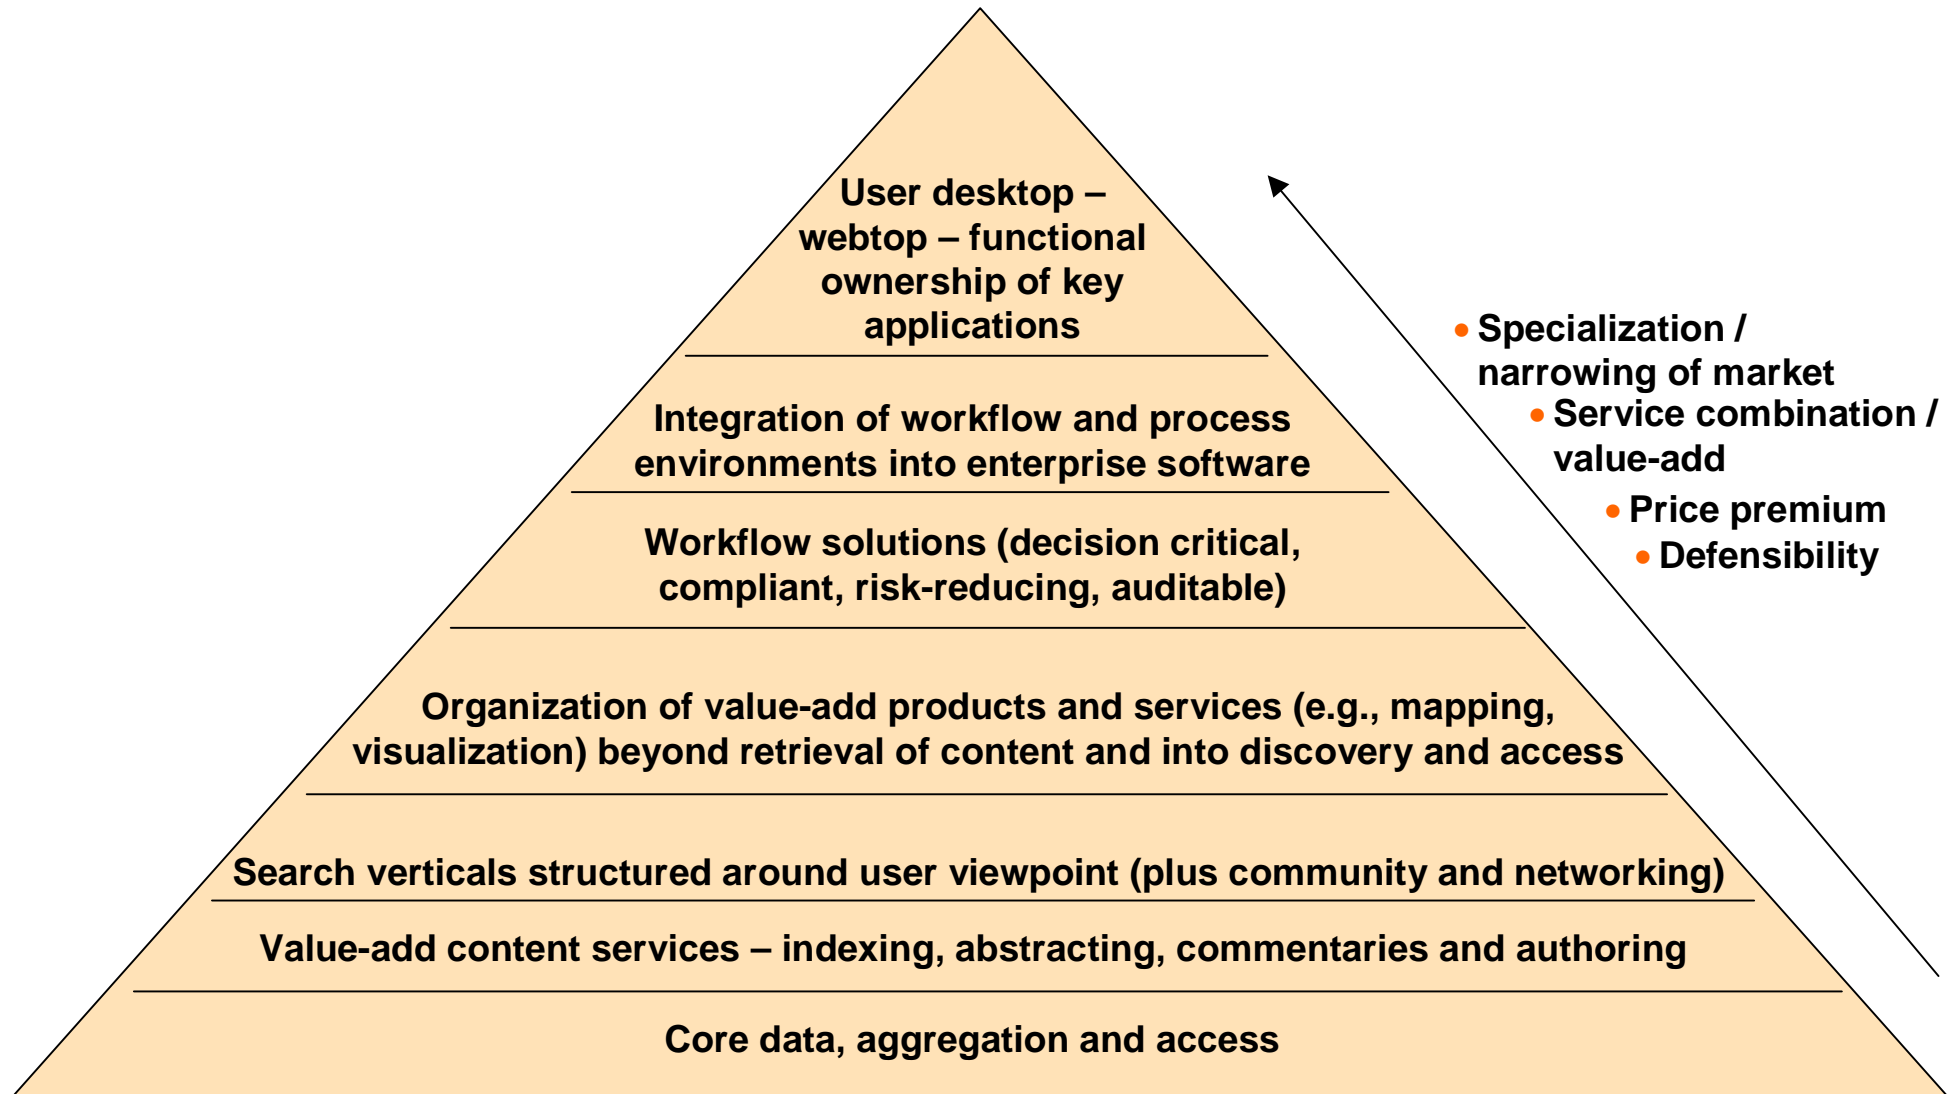 User desktop –
webtop – functional
ownership of key
applications
Integration of workflow and process
environments into enterprise software
Workflow solutions (decision critical,
compliant, risk-reducing, auditable)
Organization of value-add products and services (e.g., mapping,
visualization) beyond retrieval of content and into discovery and access
Search verticals structured around user viewpoint (plus community and networking)
Value-add content services – indexing, abstracting, commentaries and authoring
Core data, aggregation and access
• Specialization /
narrowing of market
• Service combination /
value-add
• Price premium
• Defensibility